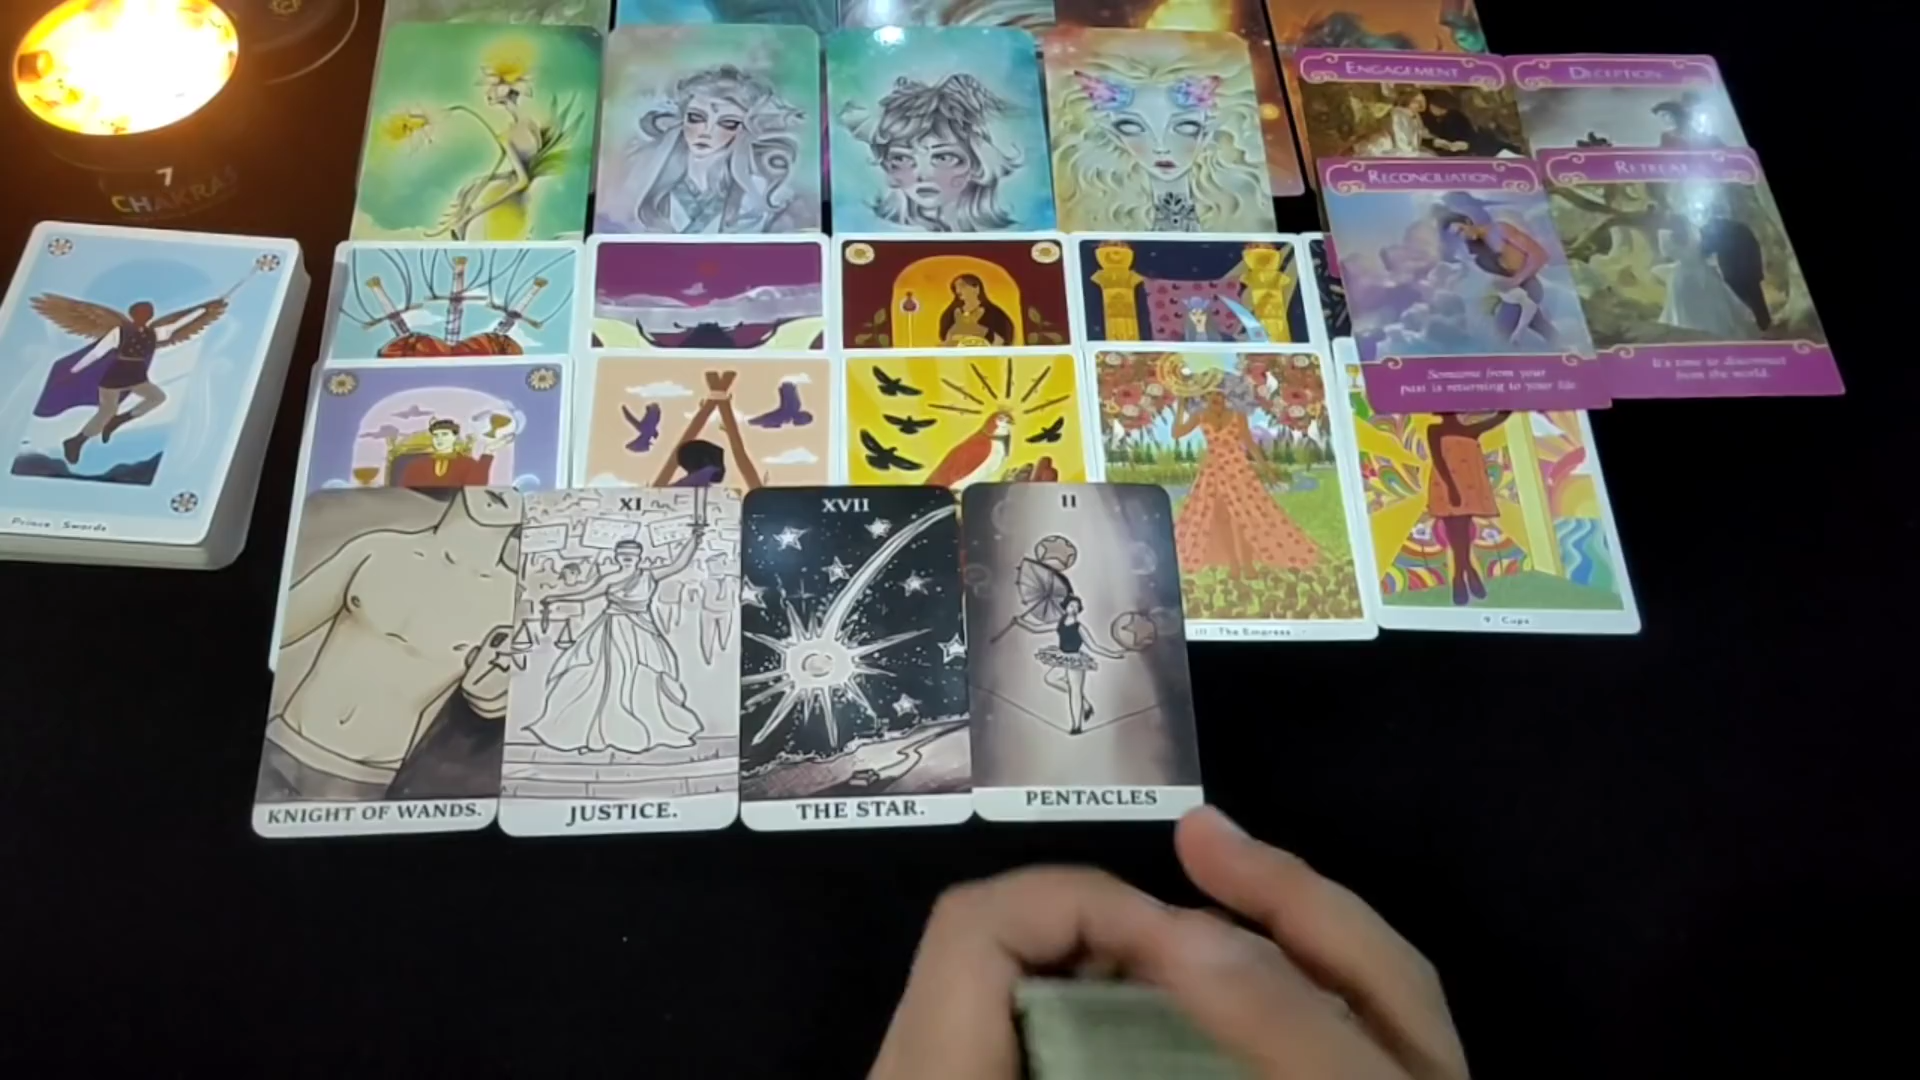 7
CHAKRAS
ENGAGEMENT
DECEPTION
RECONCILIATION
RETREAT
Someone from your
past is returning to your life.
It's time to disconnect
from the world.
Prince Swords
XI
XVII
II
III The Empress
9 Cups
KNIGHT OF WANDS.
JUSTICE.
THE STAR.
PENTACLES